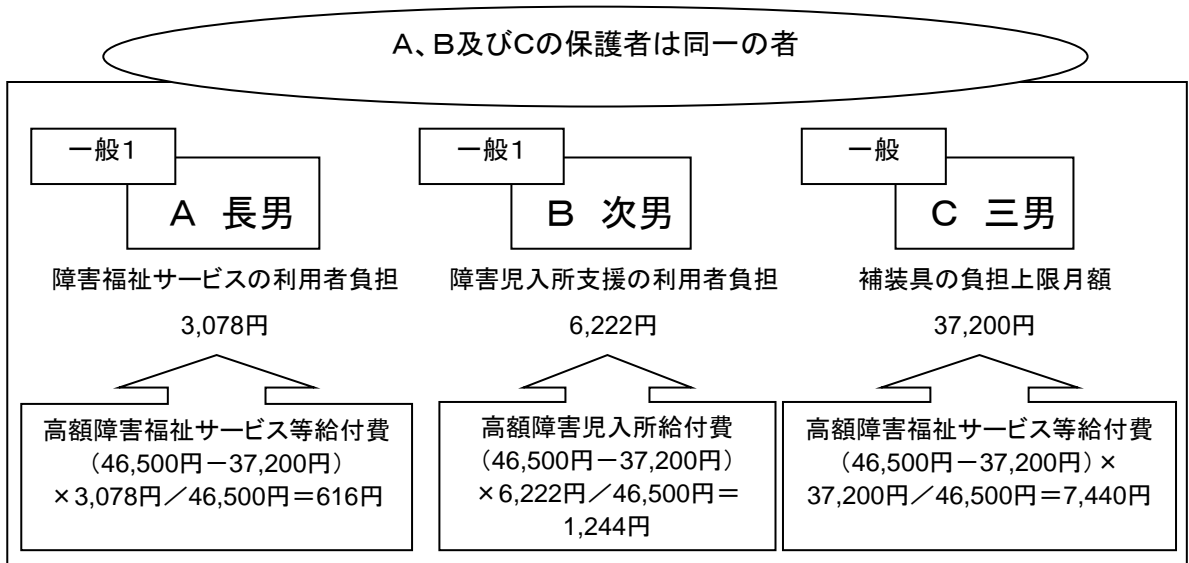 A、B及びCの保護者は同一の者
一般1
A 長男
障害福祉サービスの利用者負担
3,078円
高額障害福祉サービス等給付費
(46,500円-37,200円)
×3,078円/46,500円=616円
一般1
B 次男
障害児入所支援の利用者負担
6,222円
高額障害児入所給付費
(46,500円-37,200円)
×6,222円/46,500円=
1,244円
一般
C 三男
補装具の負担上限月額
37,200円
高額障害福祉サービス等給付費
(46,500円-37,200円)×
37,200円/46,500円=7,440円